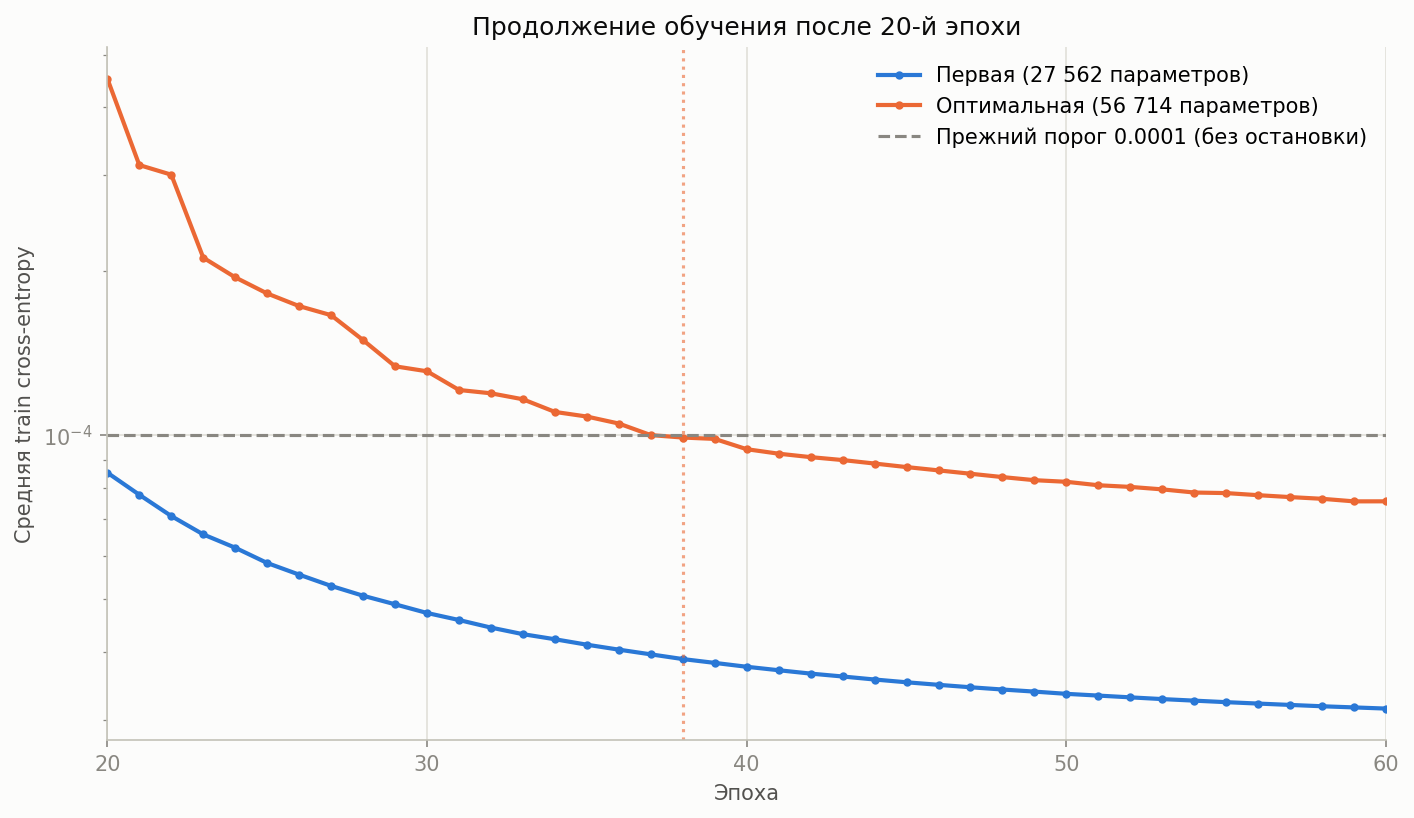 Продолжение обучения после 20-й эпохи
Первая (27 562 параметров)
Оптимальная (56 714 параметров)
Прежний порог 0.0001 (без остановки)
Средняя train cross-entropy
10⁻⁴
20 30 40 50 60
Эпоха